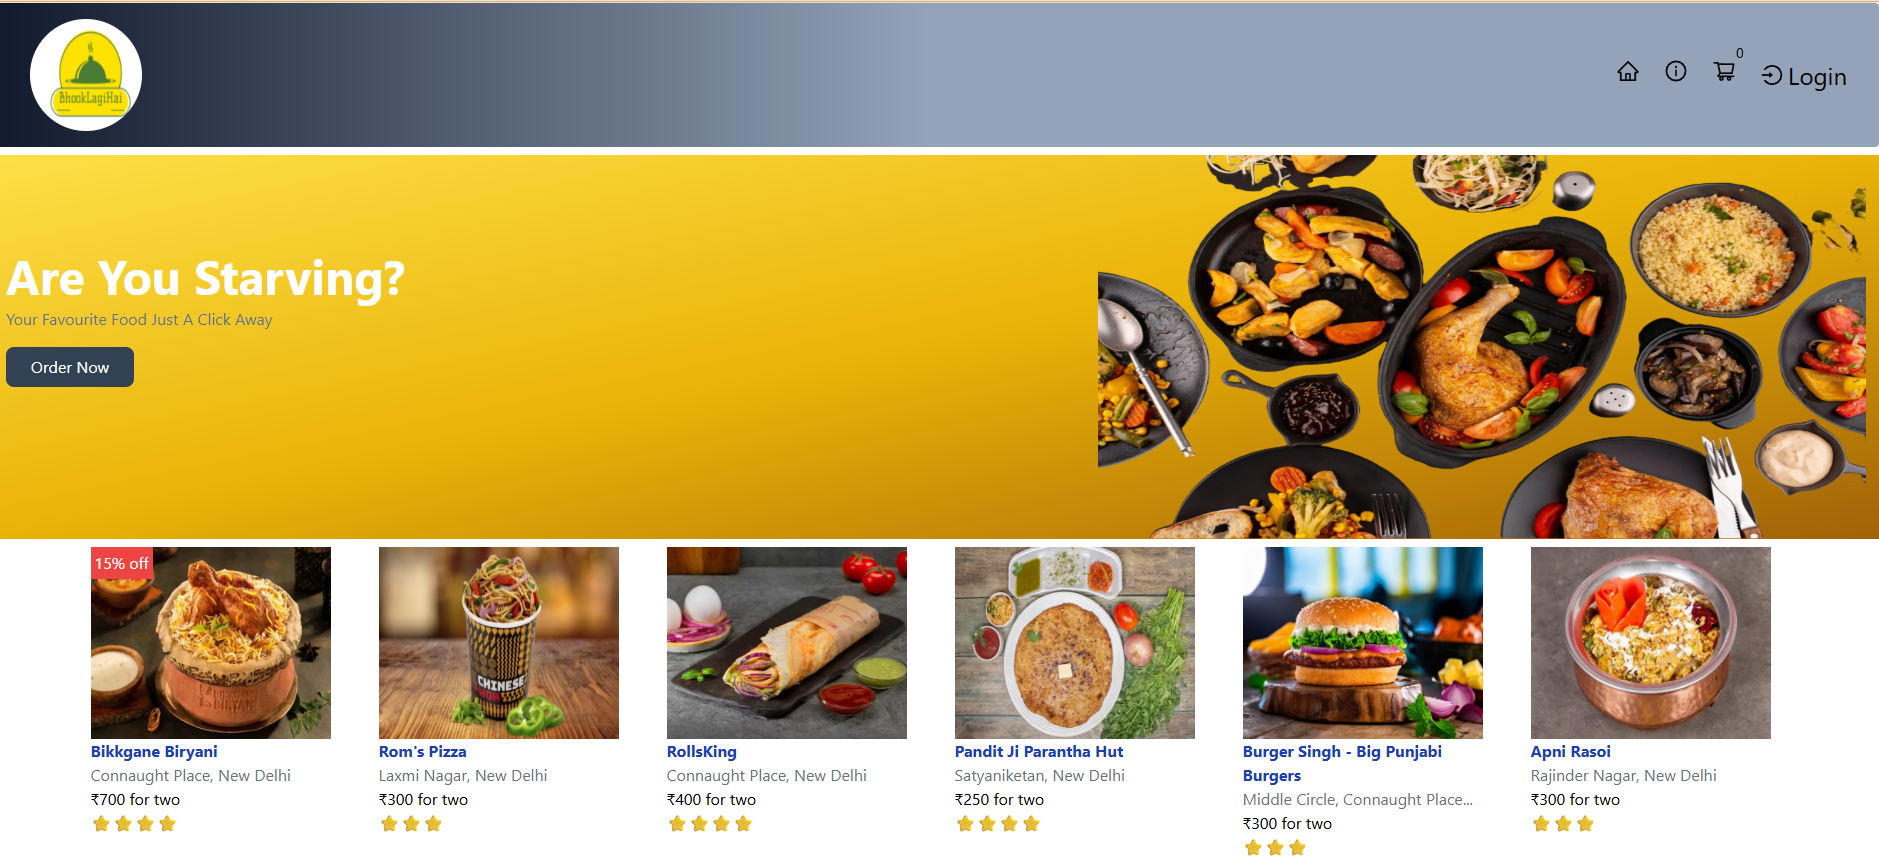 BhookLagiHai
0
Login
Are You Starving?
Your Favourite Food Just A Click Away
Order Now
15% off
CHINESE
WOK
Bikkgane Biryani
Connaught Place, New Delhi
₹700 for two
Rom's Pizza
Laxmi Nagar, New Delhi
₹300 for two
RollsKing
Connaught Place, New Delhi
₹400 for two
Pandit Ji Parantha Hut
Satyaniketan, New Delhi
₹250 for two
Burger Singh - Big Punjabi
Burgers
Middle Circle, Connaught Place...
₹300 for two
Apni Rasoi
Rajinder Nagar, New Delhi
₹300 for two